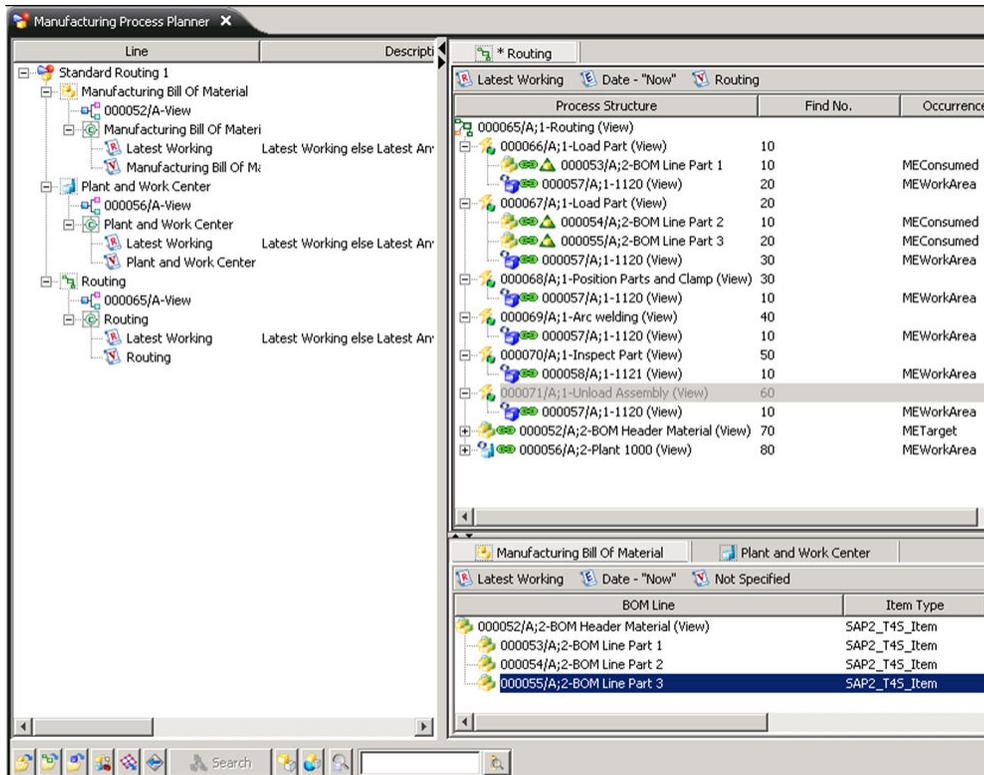 Manufacturing Process Planner X
Line Descripti
Standard Routing 1
Manufacturing Bill Of Material
000052/A-View
Manufacturing Bill Of Materi
Latest Working Latest Working else Latest An
Manufacturing Bill Of Ma
Plant and Work Center
000056/A-View
Plant and Work Center
Latest Working Latest Working else Latest An
Plant and Work Center
Routing
000065/A-View
Routing
Latest Working Latest Working else Latest An
Routing
* Routing
Latest Working Date - "Now" Routing
Process Structure Find No. Occurrence
000065/A;1-Routing (View)
000066/A;1-Load Part (View) 10
000053/A;2-BOM Line Part 1 10 MEConsumed
000057/A;1-1120 (View) 20 MEWorkArea
000067/A;1-Load Part (View) 20
000054/A;2-BOM Line Part 2 10 MEConsumed
000055/A;2-BOM Line Part 3 20 MEConsumed
000057/A;1-1120 (View) 30 MEWorkArea
000068/A;1-Position Parts and Clamp (View) 30
000057/A;1-1120 (View) 10 MEWorkArea
000069/A;1-Arc welding (View) 40
000057/A;1-1120 (View) 10 MEWorkArea
000070/A;1-Inspect Part (View) 50
000058/A;1-1121 (View) 10 MEWorkArea
000071/A;1-Unload Assembly (View) 60
000057/A;1-1120 (View) 10 MEWorkArea
000052/A;2-BOM Header Material (View) 70 METarget
000056/A;2-Plant 1000 (View) 80 MEWorkArea
Manufacturing Bill Of Material Plant and Work Center
Latest Working Date - "Now" Not Specified
BOM Line Item Type
000052/A;2-BOM Header Material (View) SAP2_T4S_Item
000053/A;2-BOM Line Part 1 SAP2_T4S_Item
000054/A;2-BOM Line Part 2 SAP2_T4S_Item
000055/A;2-BOM Line Part 3 SAP2_T4S_Item
Search